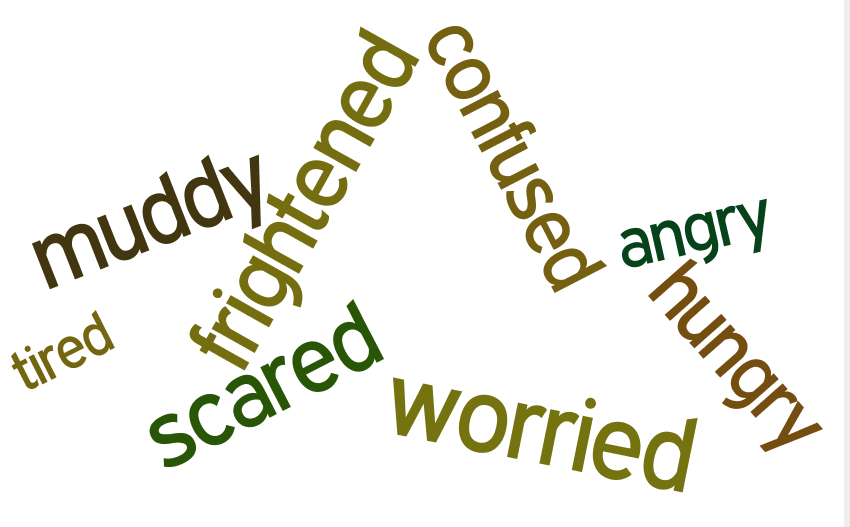 frightened
confused
muddy
angry
hungry
tired
scared
worried